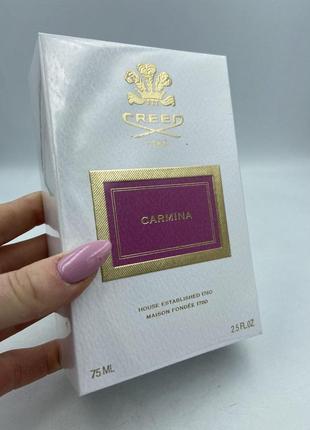 CREED
1760
CARMINA
HOUSE ESTABLISHED 1760
MAISON FONDÉE 1760
75 ML
2.5 FL.OZ